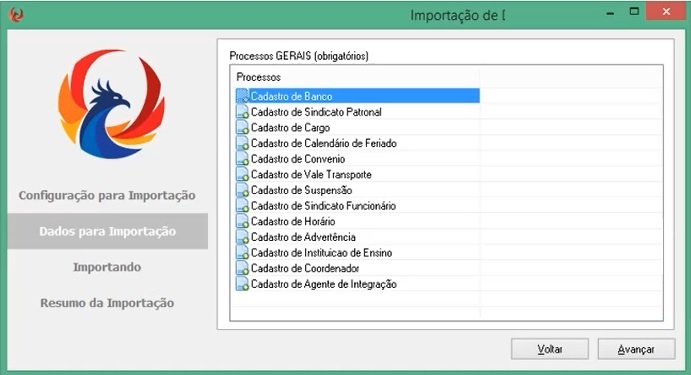 Importação de
Processos GERAIS (obrigatórios)
Processos
Cadastro de Banco
Cadastro de Sindicato Patronal
Cadastro de Cargo
Cadastro de Calendário de Feriado
Cadastro de Convenio
Cadastro de Vale Transporte
Cadastro de Suspensão
Cadastro de Sindicato Funcionário
Cadastro de Horário
Cadastro de Advertência
Cadastro de Instituicao de Ensino
Cadastro de Coordenador
Cadastro de Agente de Integração
Configuração para Importação
Dados para Importação
Importando
Resumo da Importação
Voltar
Avançar